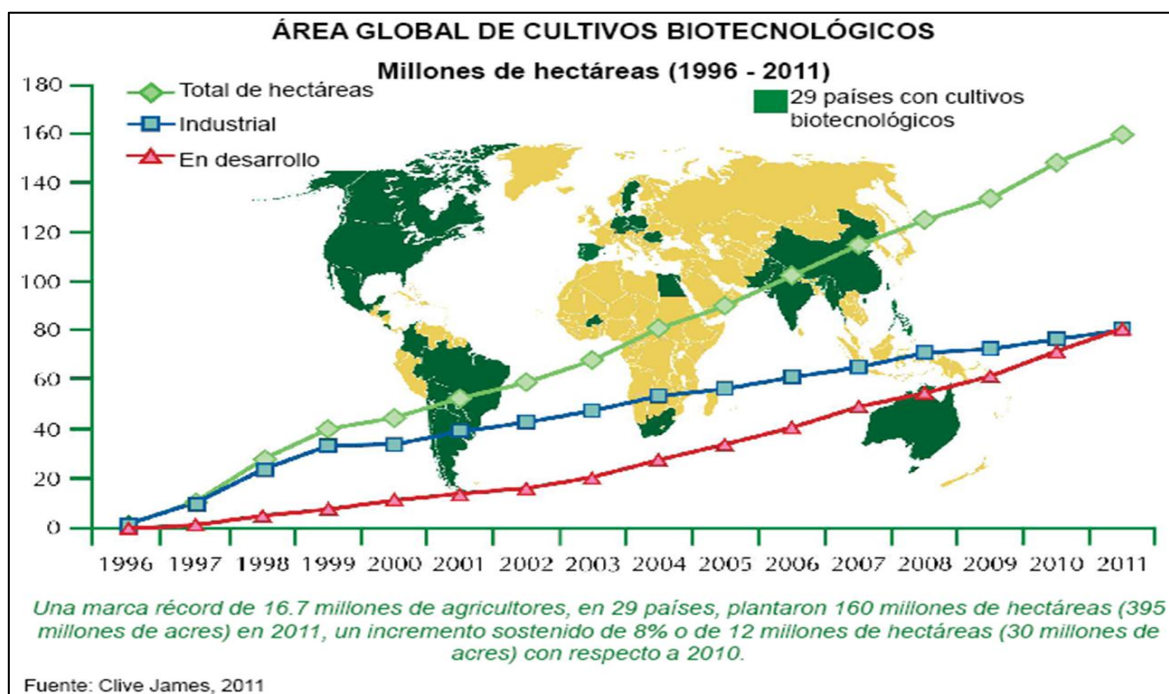 ÁREA GLOBAL DE CULTIVOS BIOTECNOLÓGICOS
Millones de hectáreas (1996 - 2011)
Total de hectáreas
Industrial
En desarrollo
29 países con cultivos
biotecnológicos
180
160
140
120
100
80
60
40
20
0
1996 1997 1998 1999 2000 2001 2002 2003 2004 2005 2006 2007 2008 2009 2010 2011
Una marca récord de 16.7 millones de agricultores, en 29 países, plantaron 160 millones de hectáreas (395
millones de acres) en 2011, un incremento sostenido de 8% o de 12 millones de hectáreas (30 millones de
acres) con respecto a 2010.
Fuente: Clive James, 2011